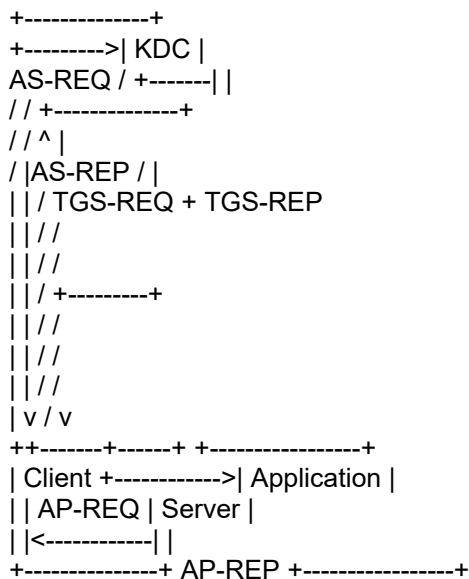 +--------------+
+--------->| KDC |
AS-REQ / +-------| |
/ / +--------------+
/ / ^ |
/ |AS-REP / |
| | / TGS-REQ + TGS-REP
| | / /
| | / /
| | / +---------+
| | / /
| | / /
| | / /
| v / v
++-------+------+ +-----------------+
| Client +------------>| Application |
| | AP-REQ | Server |
| |<------------| |
+---------------+ AP-REP +-----------------+